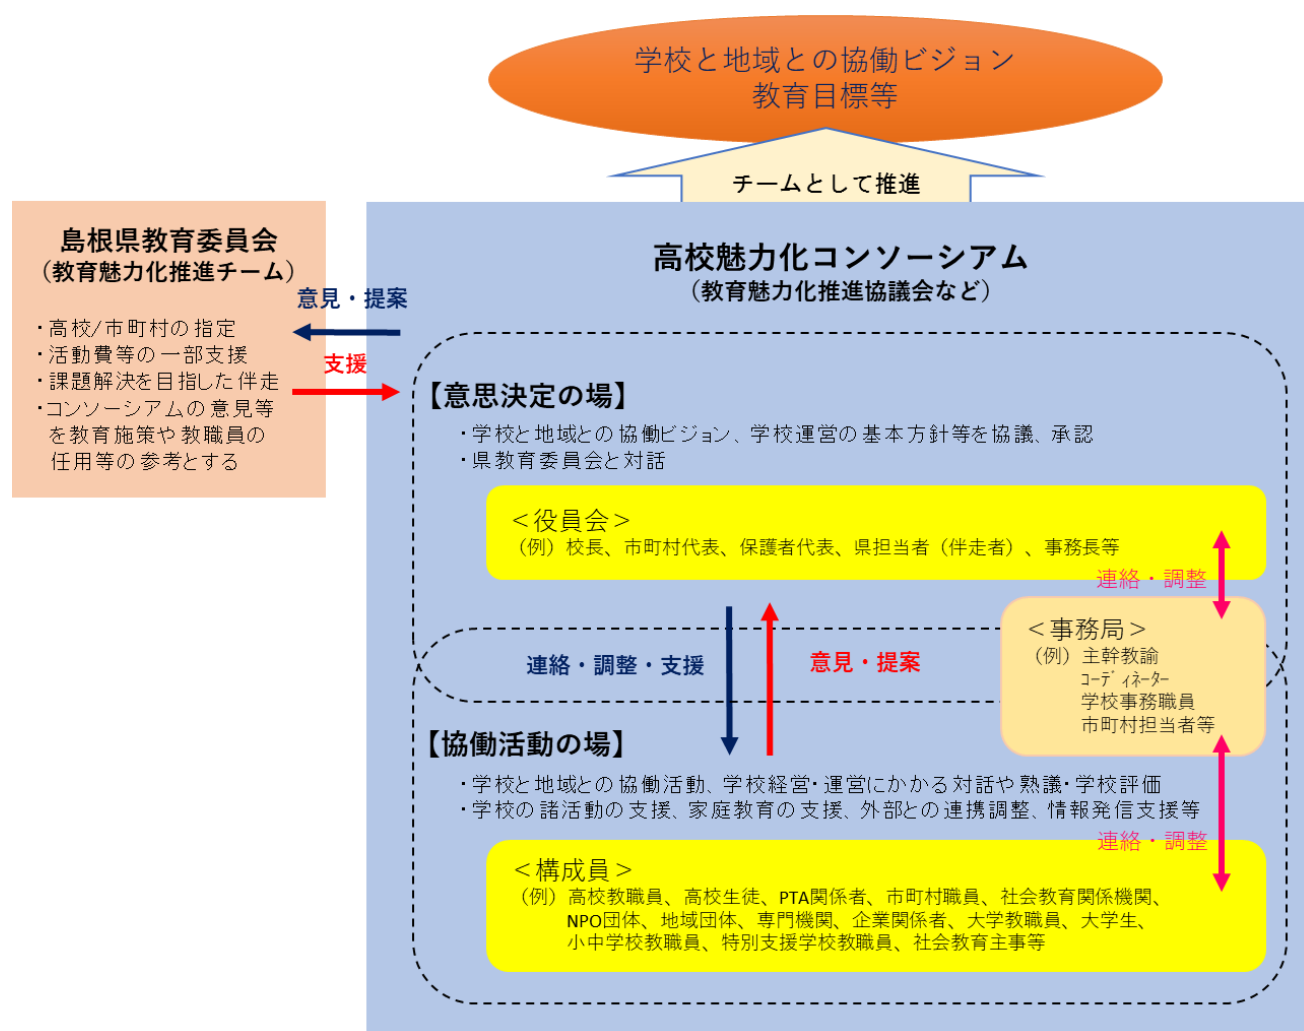 学校と地域との協働ビジョン
教育目標等
チームとして推進
島根県教育委員会
（教育魅力化推進チーム）
・高校/市町村の指定
・活動費等の一部支援
・課題解決を目指した伴走
・コンソーシアムの意見等
を教育施策や教職員の
任用等の参考とする
意見・提案
支援
高校魅力化コンソーシアム
（教育魅力化推進協議会など）
【意思決定の場】
・学校と地域との協働ビジョン、学校運営の基本方針等を協議、承認
・県教育委員会と対話
＜役員会＞
（例）校長、市町村代表、保護者代表、県担当者（伴走者）、事務長等
連絡・調整
＜事務局＞
（例）主幹教諭
ｺｰﾃﾞｨﾈｰﾀｰ
学校事務職員
市町村担当者等
連絡・調整・支援
意見・提案
【協働活動の場】
・学校と地域との協働活動、学校経営・運営にかかる対話や熟議・学校評価
・学校の諸活動の支援、家庭教育の支援、外部との連携調整、情報発信支援等
連絡・調整
＜構成員＞
（例）高校教職員、高校生徒、PTA関係者、市町村職員、社会教育関係機関、
NPO団体、地域団体、専門機関、企業関係者、大学教職員、大学生、
小中学校教職員、特別支援学校教職員、社会教育主事等